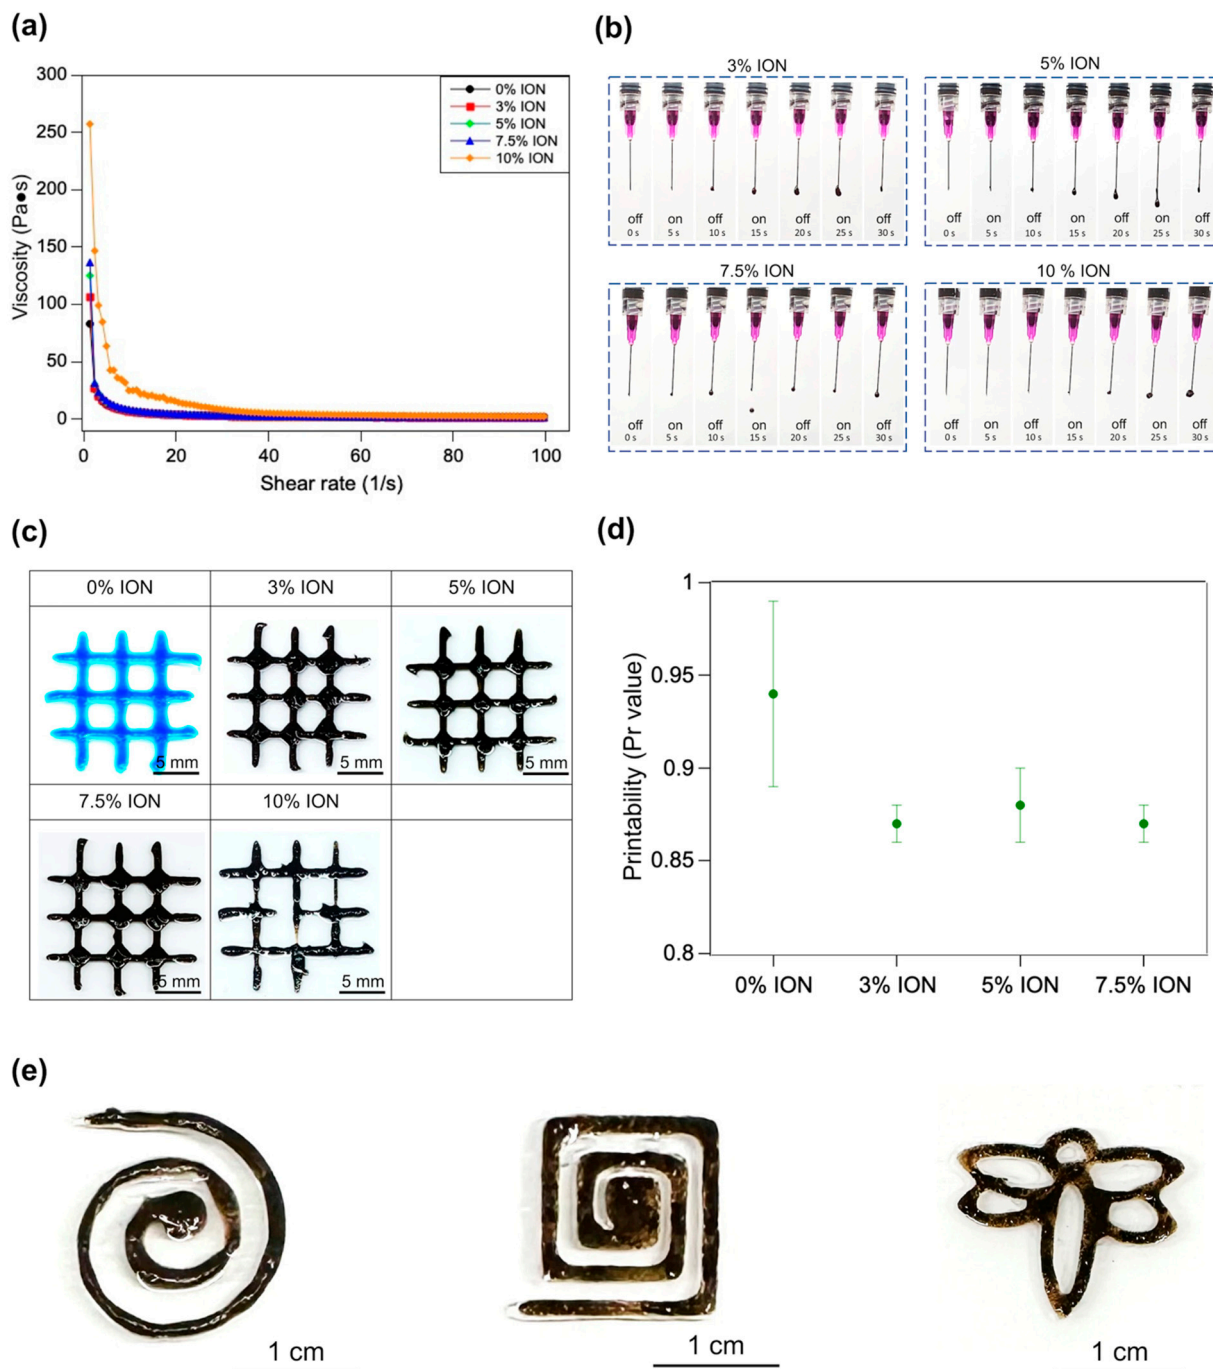 (a)
300
250
200
150
100
50
0
0 20 40 60 80 100
Viscosity (Pa●s)
Shear rate (1/s)
0% ION
3% ION
5% ION
7.5% ION
10% ION
(b)
3% ION
off on off on off on off
0 s 5 s 10 s 15 s 20 s 25 s 30 s
5% ION
off on off on off on off
0 s 5 s 10 s 15 s 20 s 25 s 30 s
7.5% ION
off on off on off on off
0 s 5 s 10 s 15 s 20 s 25 s 30 s
10 % ION
off on off on off on off
0 s 5 s 10 s 15 s 20 s 25 s 30 s
(c)
0% ION 3% ION 5% ION
5 mm 5 mm 5 mm
7.5% ION 10% ION
5 mm 5 mm
(d)
1
0.95
0.9
0.85
0.8
Printability (Pr value)
0% ION 3% ION 5% ION 7.5% ION
(e)
1 cm 1 cm 1 cm